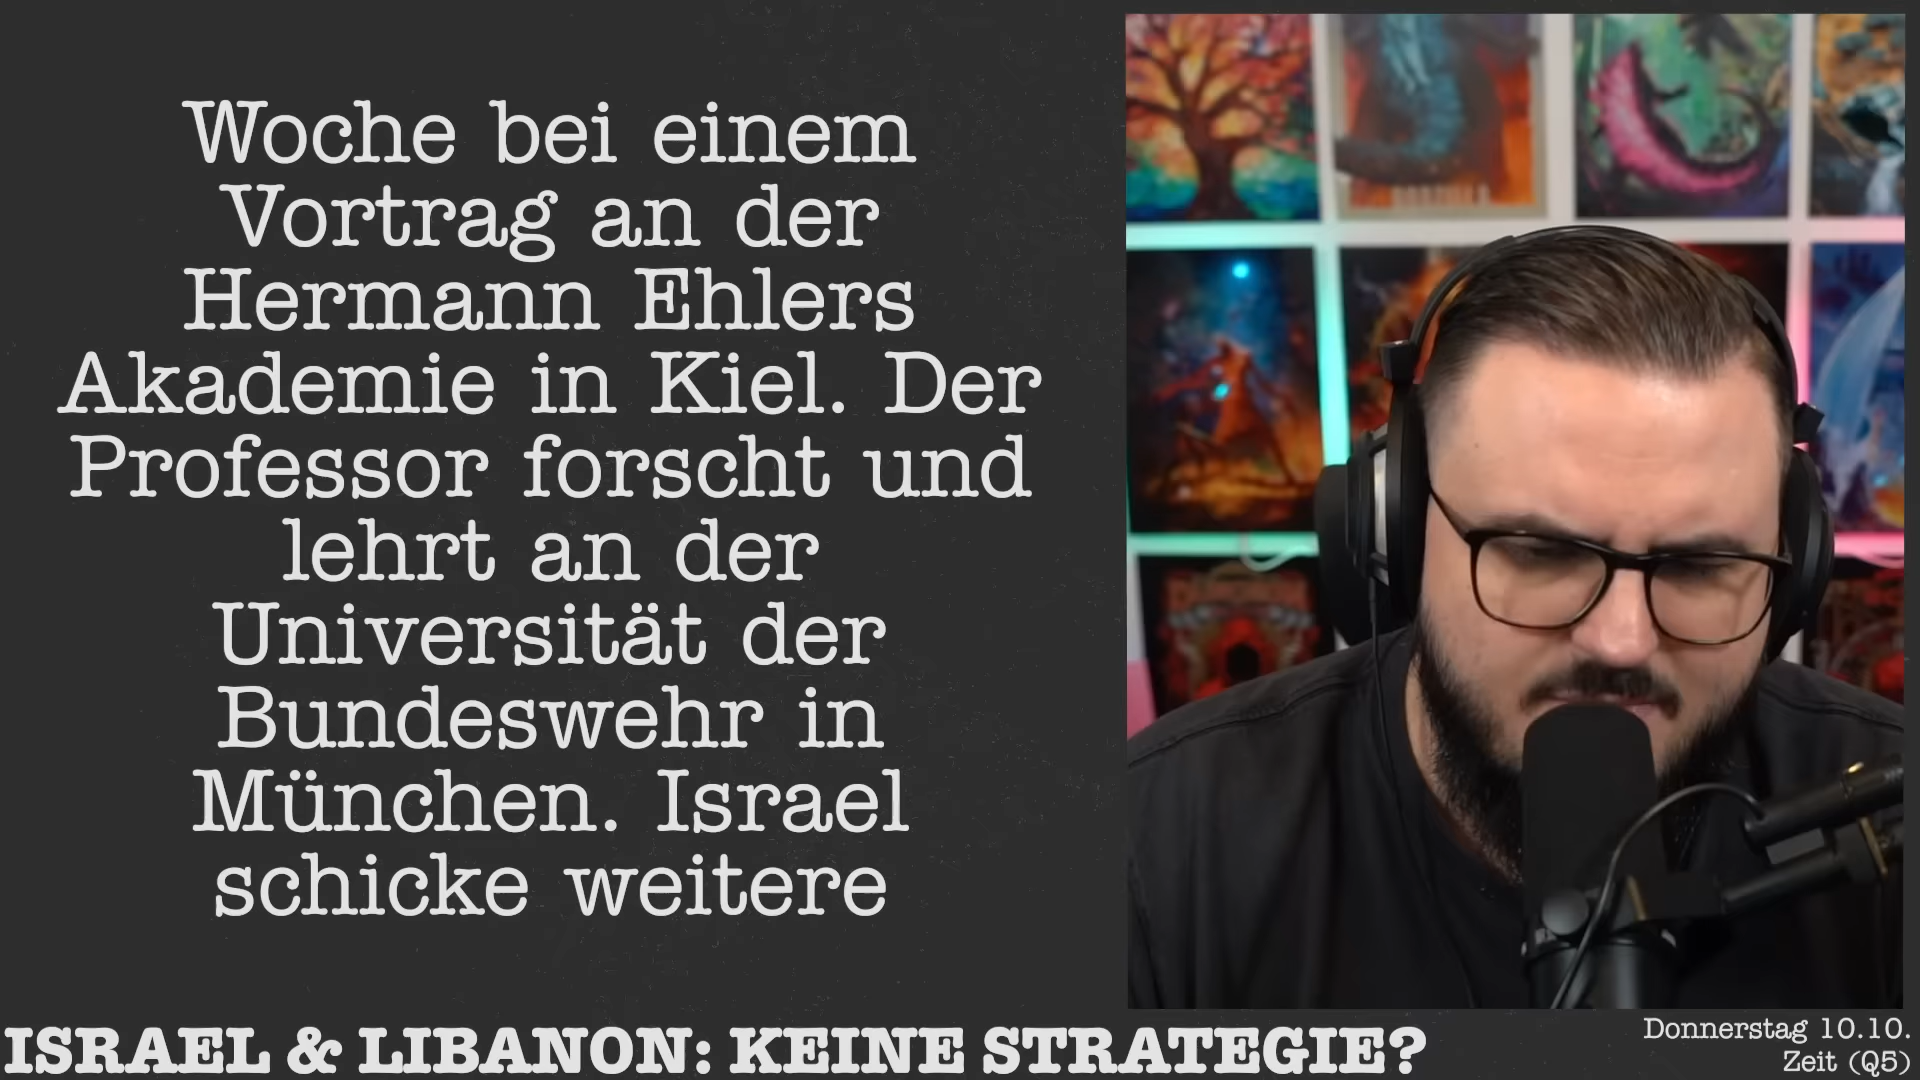 Woche bei einem
Vortrag an der
Hermann Ehlers
Akademie in Kiel. Der
Professor forscht und
lehrt an der
Universität der
Bundeswehr in
München. Israel
schicke weitere
ISRAEL & LIBANON: KEINE STRATEGIE?
Donnerstag 10.10.
Zeit (Q5)